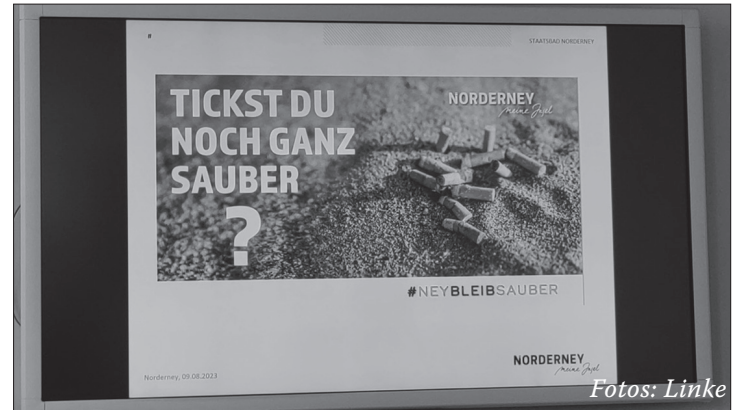 #
STAATSBAD NORDERNEY
TICKST DU
NOCH GANZ
SAUBER
?
NORDERNEY
meine Insel
#NEYBLEIBSAUBER
NORDERNEY
meine Insel
Norderney, 09.08.2023
Fotos: Linke